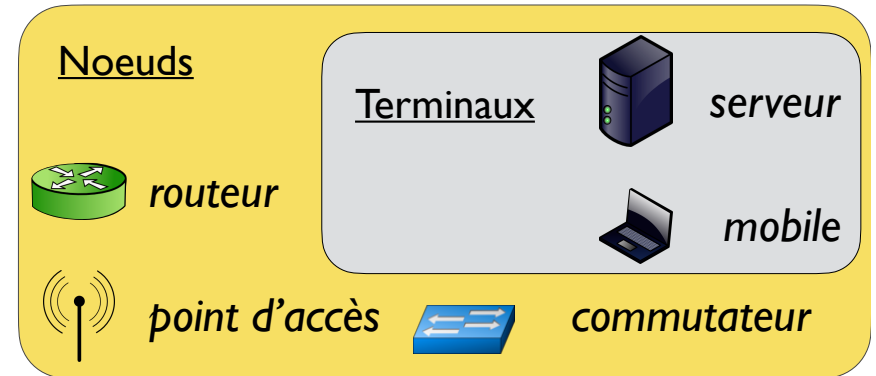 Noeuds
Terminaux
serveur
routeur
mobile
point d'accès
commutateur